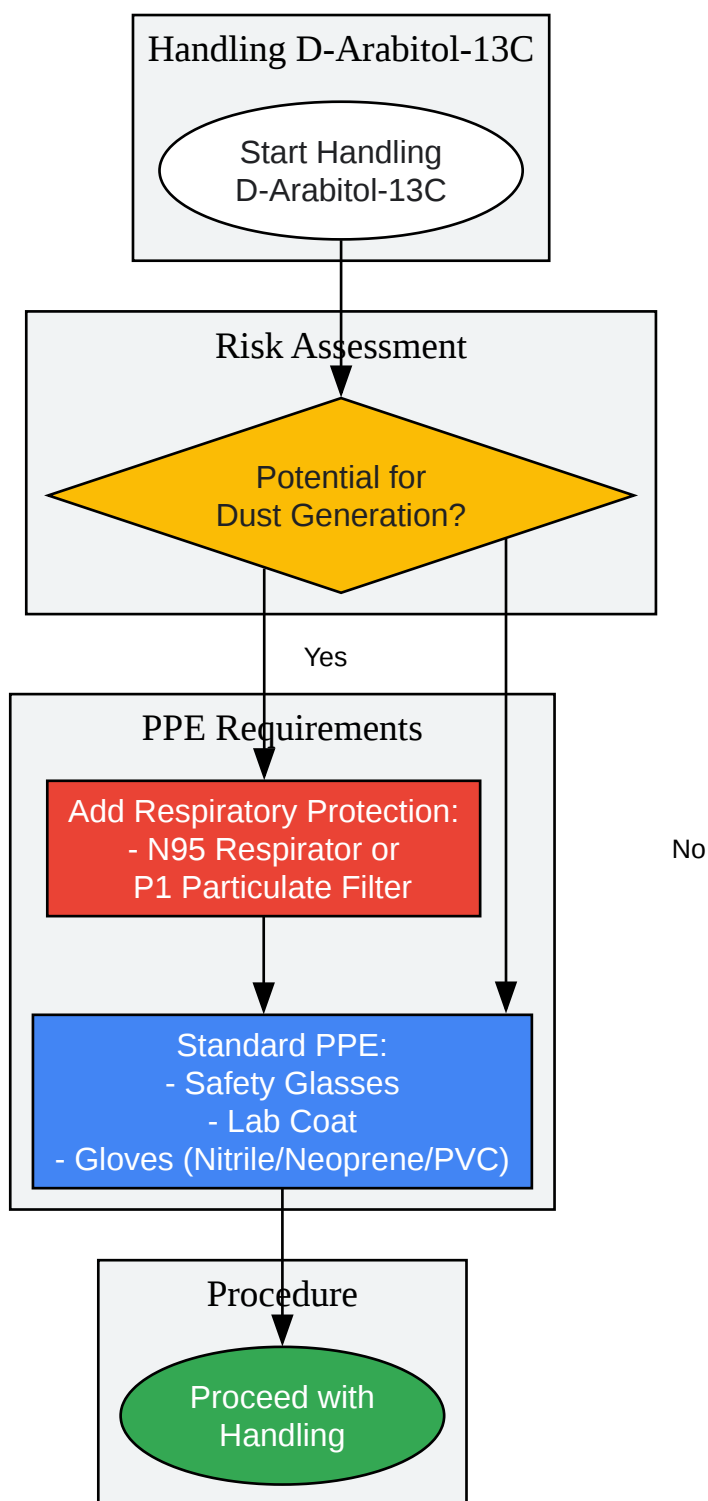 Handling D-Arabitol-13C
Start Handling
D-Arabitol-13C
Risk Assessment
Potential for
Dust Generation?
Yes
PPE Requirements
Add Respiratory Protection:
- N95 Respirator or
P1 Particulate Filter
No
Standard PPE:
- Safety Glasses
- Lab Coat
- Gloves (Nitrile/Neoprene/PVC)
Procedure
Proceed with
Handling